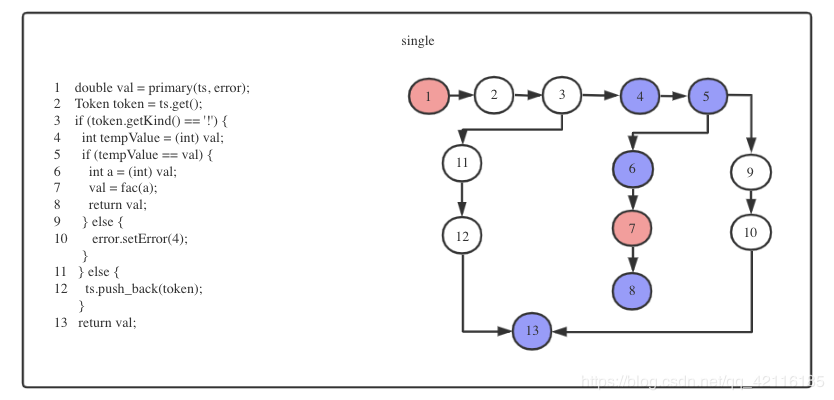 single
1 double val = primary(ts, error);
2 Token token = ts.get();
3 if (token.getKind() == '!') {
4 int tempValue = (int) val;
5 if (tempValue == val) {
6 int a = (int) val;
7 val = fac(a);
8 return val;
9 } else {
10 error.setError(4);
}
11 } else {
12 ts.push_back(token);
}
13 return val;
1 2 3 4 5
11 6 9
12 7 10
8
13
https://blog.csdn.net/qq_42116185